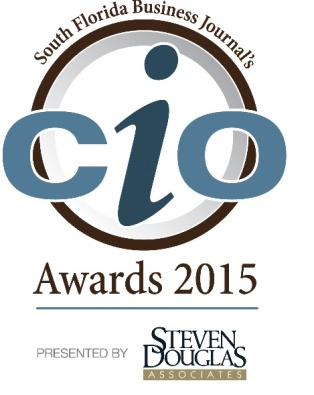 South Florida Business Journal's
cio
Awards 2015
PRESENTED BY
STEVEN
DOUGLAS
ASSOCIATES